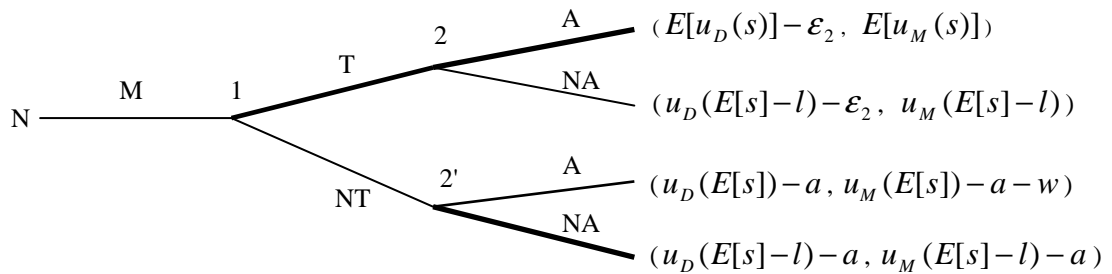 A
2 ( E[u_D(s)] − ε_2 , E[u_M(s)] )
T
NA
M 1
N ( u_D(E[s] − l) − ε_2 , u_M(E[s] − l) )
A
2' ( u_D(E[s]) − a , u_M(E[s]) − a − w )
NT
NA
( u_D(E[s] − l) − a , u_M(E[s] − l) − a )